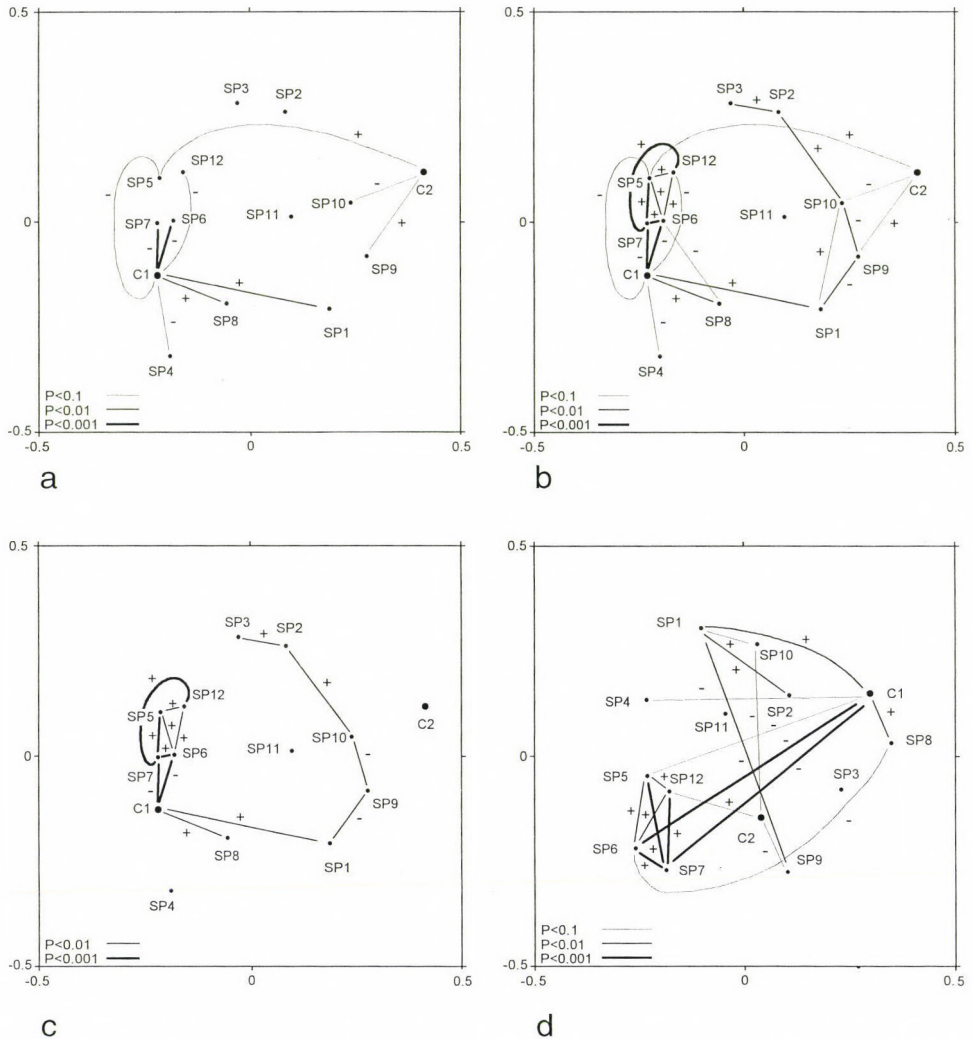 0.5
SP3
SP2
+
SP12
C2
SP5
-
-
-
SP10
SP7
SP6
SP11
0
+
-
-
SP9
C1
+
+
SP8
SP1
-
SP4
P<0.1
P<0.01
P<0.001
-0.5
-0.5
0
0.5
a
0.5
SP3
+
SP2
+
+
+
SP12
SP5
+
-
-
C2
+
+
+
SP10
-
+
SP6
SP11
0
-
+
SP7
-
-
SP9
-
+
C1
+
-
+
SP8
SP1
-
SP4
P<0.1
P<0.01
P<0.001
-0.5
-0.5
0
0.5
b
0.5
SP3
+
SP2
+
+
SP12
+
SP5
+
C2
+
+
SP10
+
SP6
SP11
-
0
SP7
-
-
SP9
C1
+
-
+
SP8
SP1
SP4
P<0.01
P<0.001
-0.5
-0.5
0
0.5
c
0.5
SP1
+
+
SP10
+
-
C1
SP4
SP2
+
SP11
-
-
-
SP8
SP5
-
-
+
SP12
SP3
+
+
+
+
C2
-
SP6
+
-
SP9
+
SP7
P<0.1
P<0.01
P<0.001
-0.5
-0.5
0
0.5
d